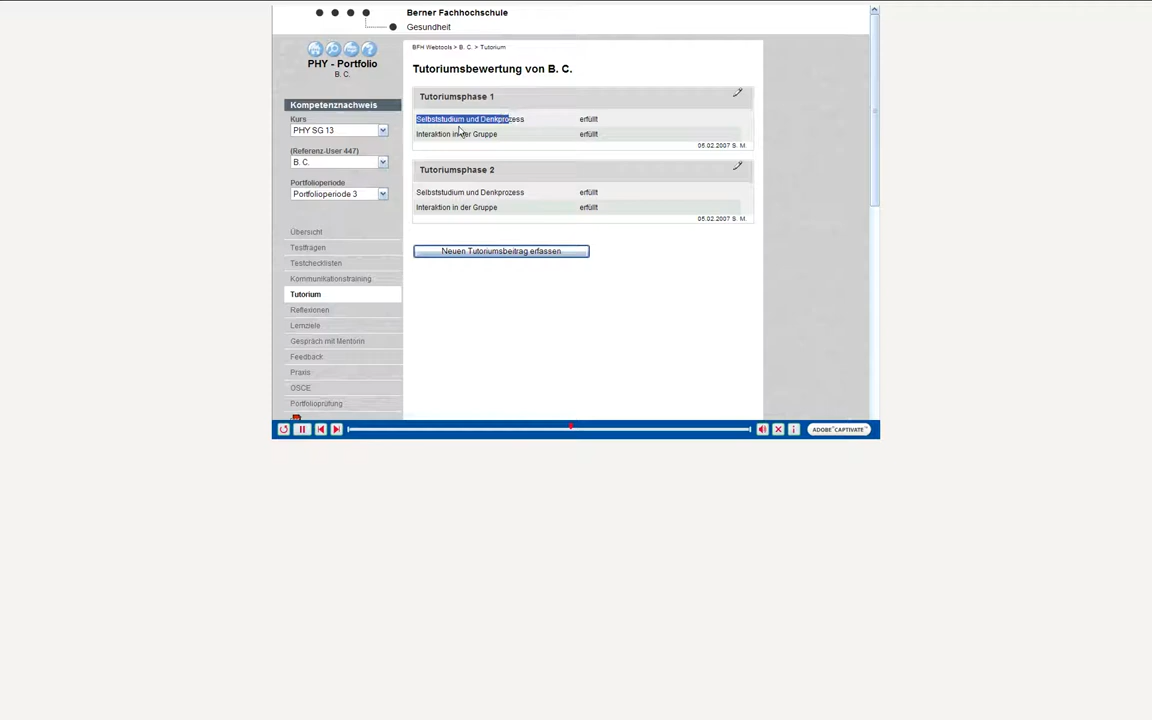 Berner Fachhochschule
Gesundheit
PHY - Portfolio
B. C.
Kompetenznachweis
Kurs
PHY SG 13
(Referenz-User 447)
B. C.
Portfolioperiode
Portfolioperiode 3
Übersicht
Testfragen
Testchecklisten
Kommunikationstraining
Tutorium
Reflexionen
Lernziele
Gespräch mit Mentorin
Feedback
Praxis
OSCE
Portfolioprüfung
BFH Webtools > B. C. > Tutorium
Tutoriumsbewertung von B. C.
Tutoriumsphase 1
Selbststudium und Denkprozess erfüllt
Interaktion in der Gruppe erfüllt
05.02.2007 S. M.
Tutoriumsphase 2
Selbststudium und Denkprozess erfüllt
Interaktion in der Gruppe erfüllt
05.02.2007 S. M.
Neuen Tutoriumsbeitrag erfassen
ADOBE CAPTIVATE